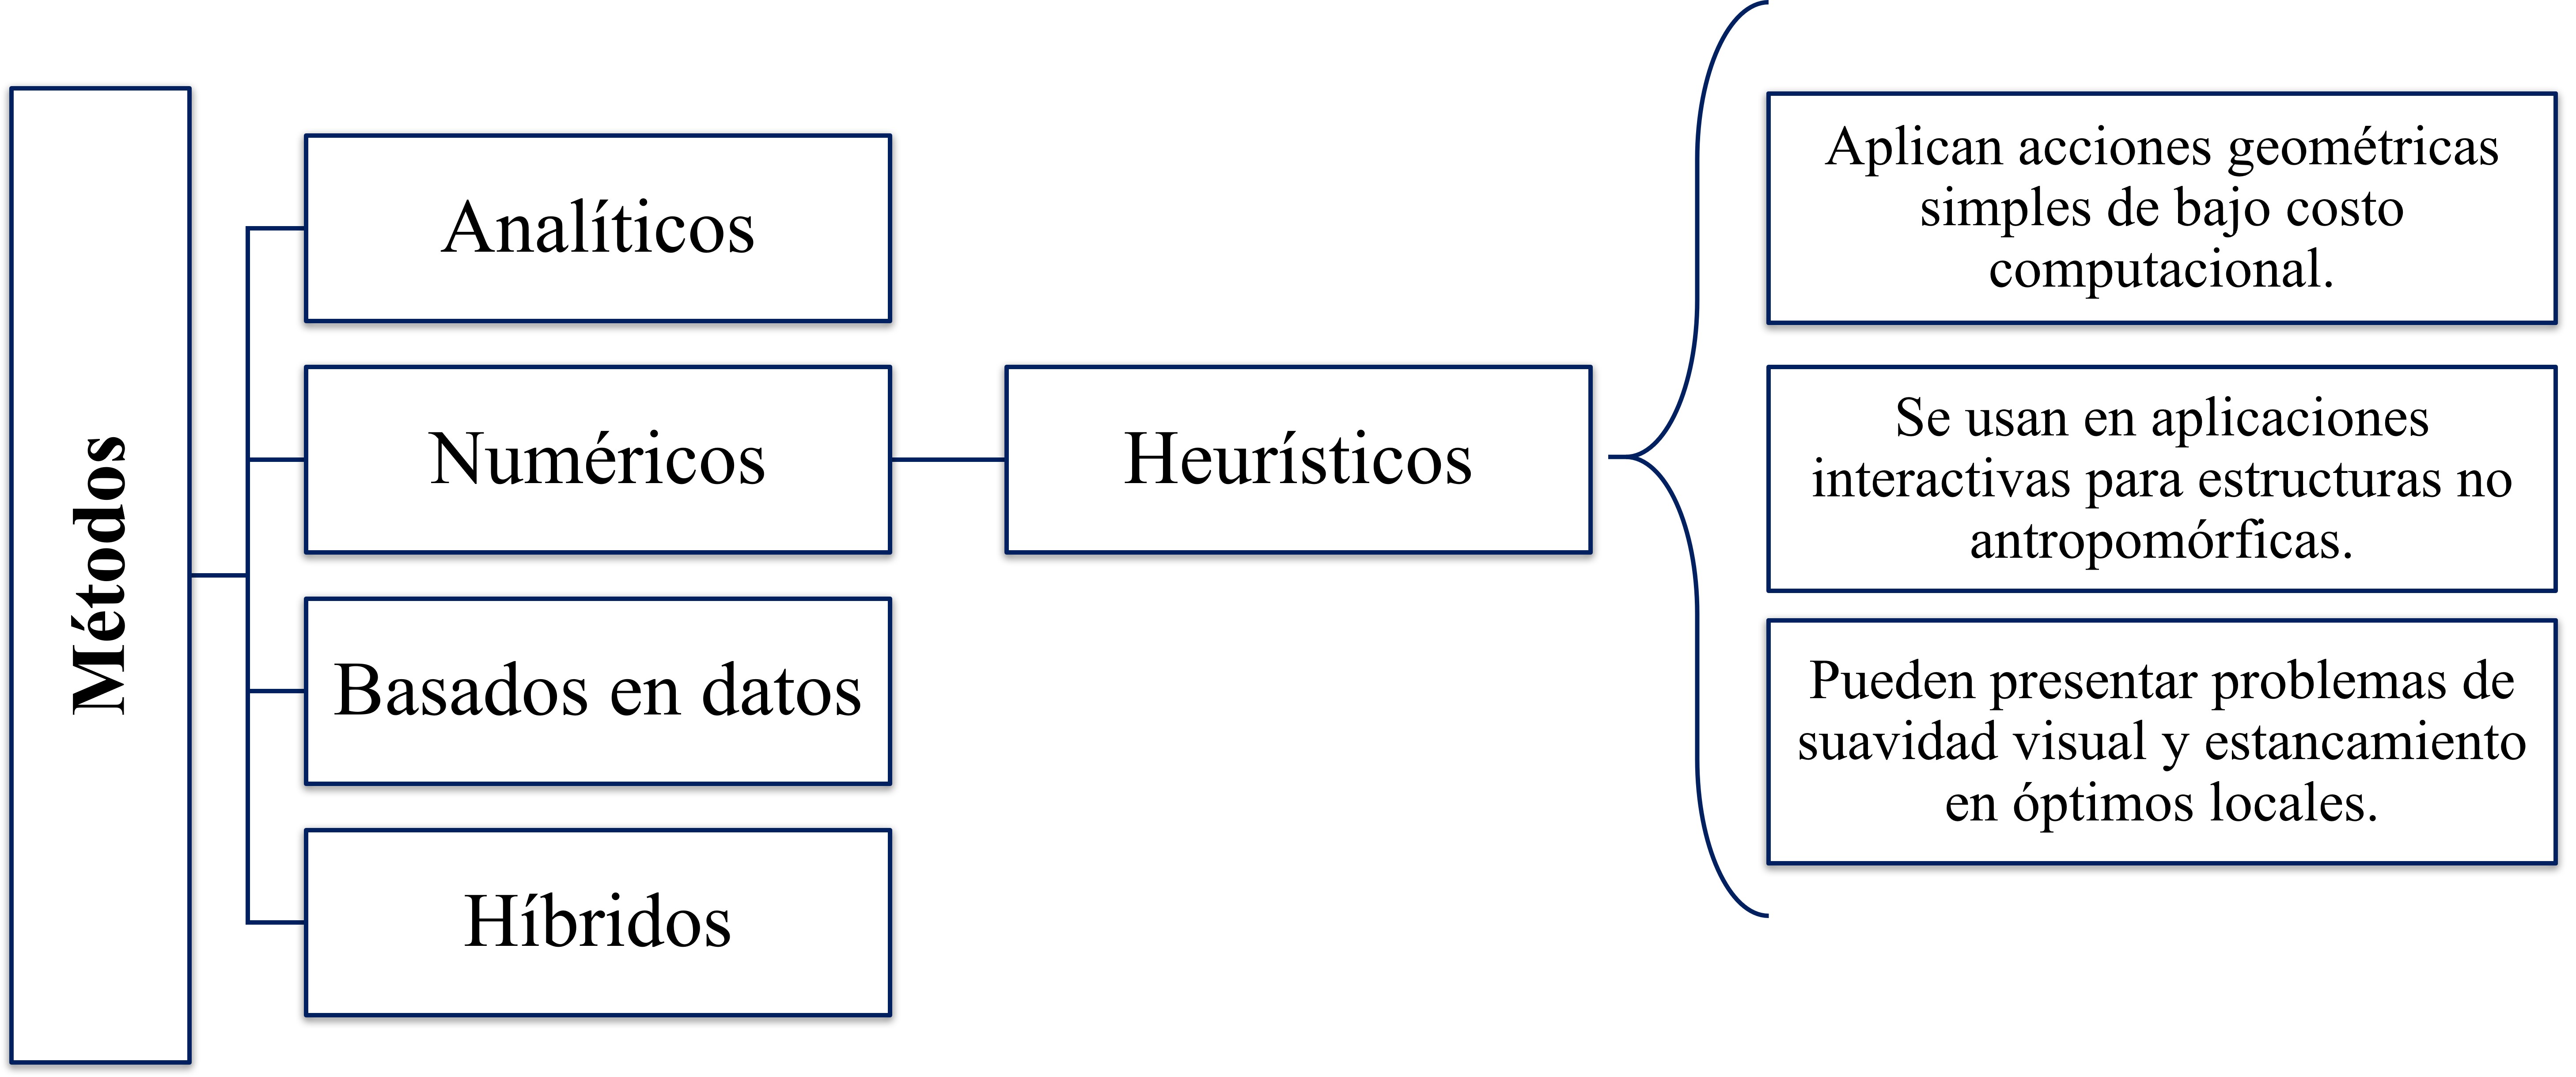 Métodos
Analíticos
Numéricos
Basados en datos
Híbridos
Heurísticos
Aplican acciones geométricas
simples de bajo costo
computacional.
Se usan en aplicaciones
interactivas para estructuras no
antropomórficas.
Pueden presentar problemas de
suavidad visual y estancamiento
en óptimos locales.